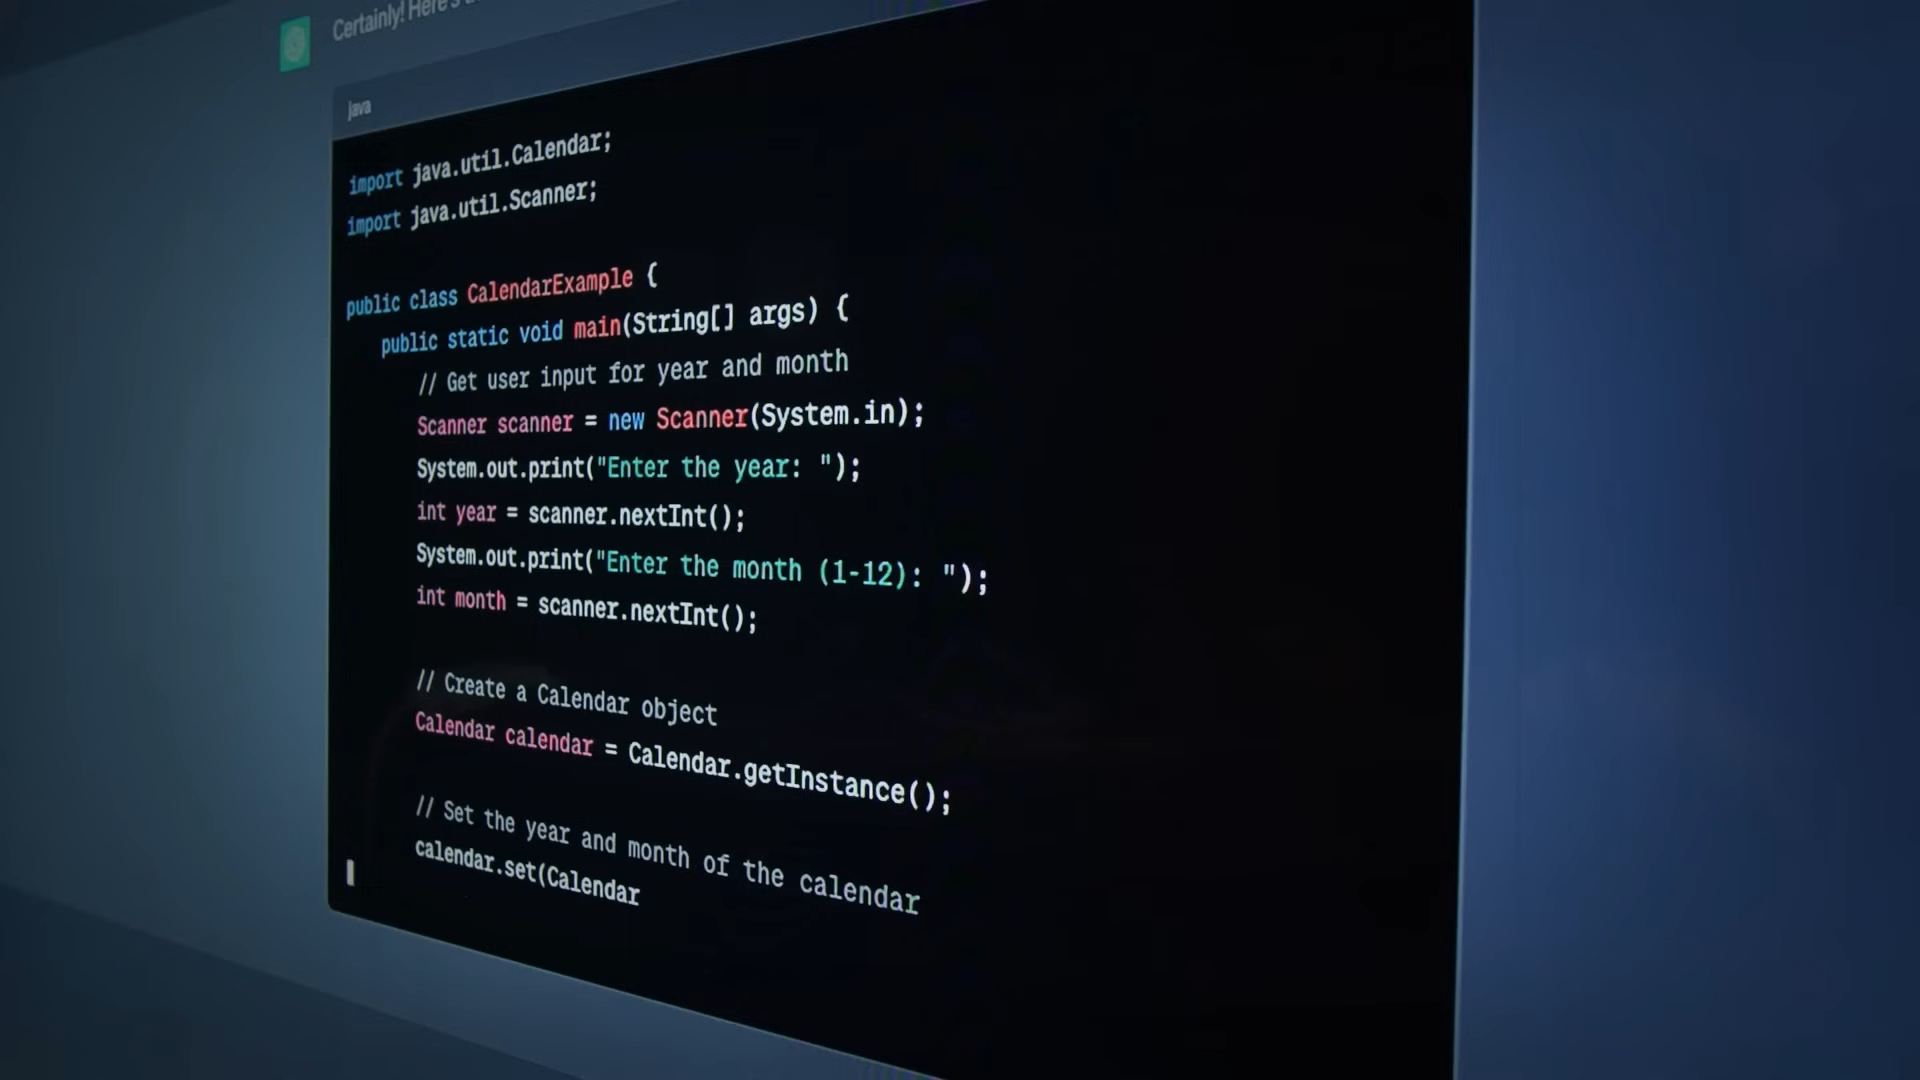 Certainly! Here's
java
import java.util.Calendar;
import java.util.Scanner;
public class CalendarExample {
public static void main(String[] args) {
// Get user input for year and month
Scanner scanner = new Scanner(System.in);
System.out.print("Enter the year: ");
int year = scanner.nextInt();
System.out.print("Enter the month (1-12): ");
int month = scanner.nextInt();
// Create a Calendar object
Calendar calendar = Calendar.getInstance();
// Set the year and month of the calendar
calendar.set(Calendar